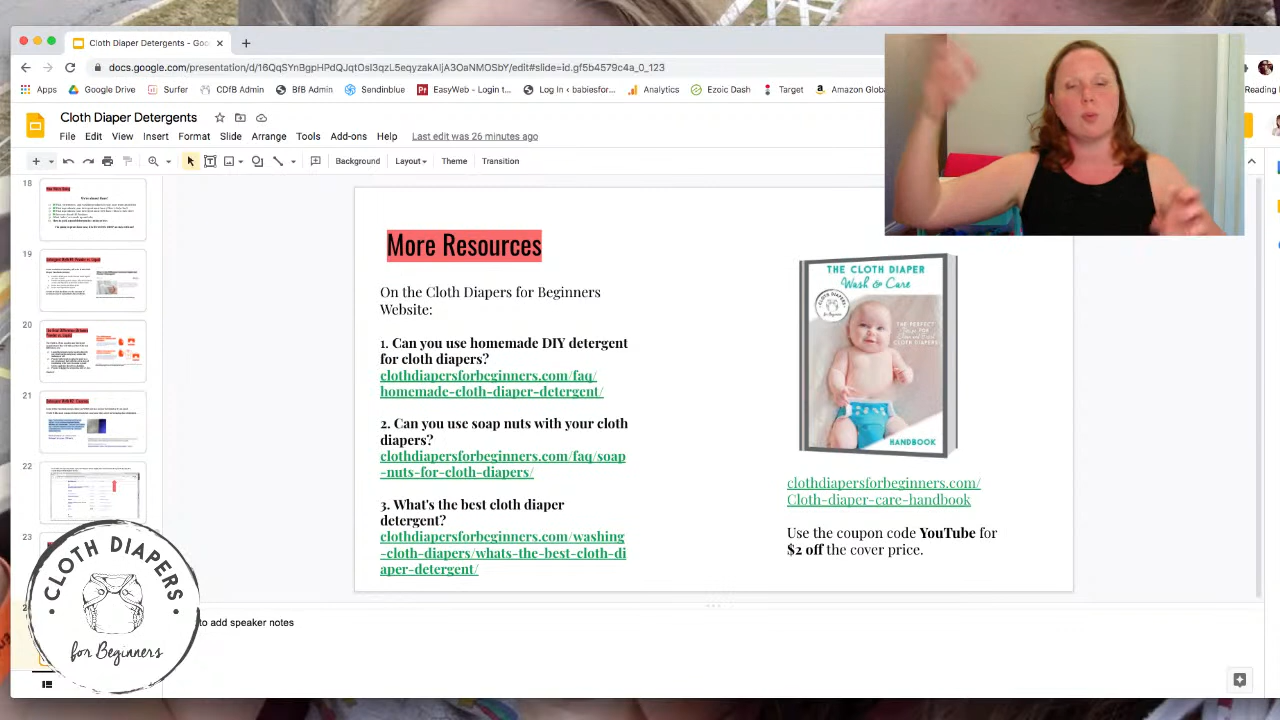 Cloth Diaper Detergents - Goo
docs.google.com/presentation/d/16QqSYnBgpHPdQJqtOsI3rzL5eqyzakAIjA3OaNMOSbY/edit#slide=id.gf5b4579c4a_0_123
Apps Google Drive Surfer CDfB Admin BfB Admin Sendinblue EasyWeb - Login t... Log In ‹ babiesfor... Analytics Ezoic Dash Target Amazon Global Reading
Cloth Diaper Detergents
File Edit View Insert Format Slide Arrange Tools Add-ons Help Last edit was 26 minutes ago
Background Layout Theme Transition
18
19
20
21
22
23
More Resources
On the Cloth Diapers for Beginners
Website:
1. Can you use homemade DIY detergent
for cloth diapers?
clothdiapersforbeginners.com/faq/
homemade-cloth-diaper-detergent/
2. Can you use soap nuts with your cloth
diapers?
clothdiapersforbeginners.com/faq/soap
-nuts-for-cloth-diapers/
3. What's the best cloth diaper
detergent?
clothdiapersforbeginners.com/washing
-cloth-diapers/whats-the-best-cloth-di
aper-detergent/
THE CLOTH DIAPER
Wash & Care
HANDBOOK
clothdiapersforbeginners.com/
Cloth-diaper-care-handbook
Use the coupon code YouTube for
$2 off the cover price.
to add speaker notes
CLOTH DIAPERS
for Beginners